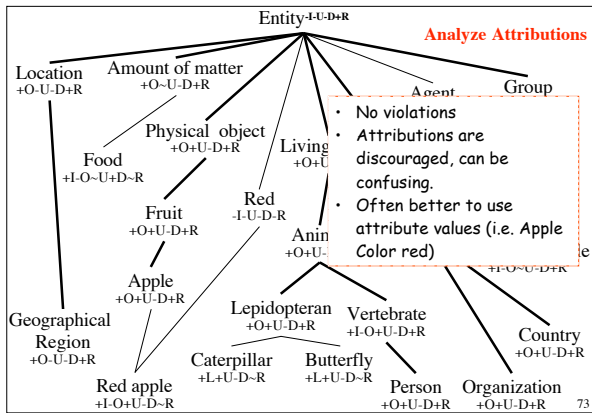 Entity-I-U-D+R
Analyze Attributions
Location
+O-U-D+R
Amount of matter
+O~U-D+R
Agent
Group
Physical object
+O+U-D+R
• No violations
• Attributions are
discouraged, can be
confusing.
• Often better to use
attribute values (i.e. Apple
Color red)
Food
+I-O~U+D~R
Red
-I-U-D-R
Fruit
+O+U-D+R
+I-O~U-D+R
Apple
+O+U-D+R
Geographical
Region
+O-U-D+R
Lepidopteran
+O+U-D+R
Vertebrate
+I-O+U-D+R
Country
+O+U-D+R
Caterpillar
+L+U-D~R
Butterfly
+L+U-D~R
Red apple
+I-O+U-D~R
Person
+O+U-D+R
Organization
+O+U-D+R
73